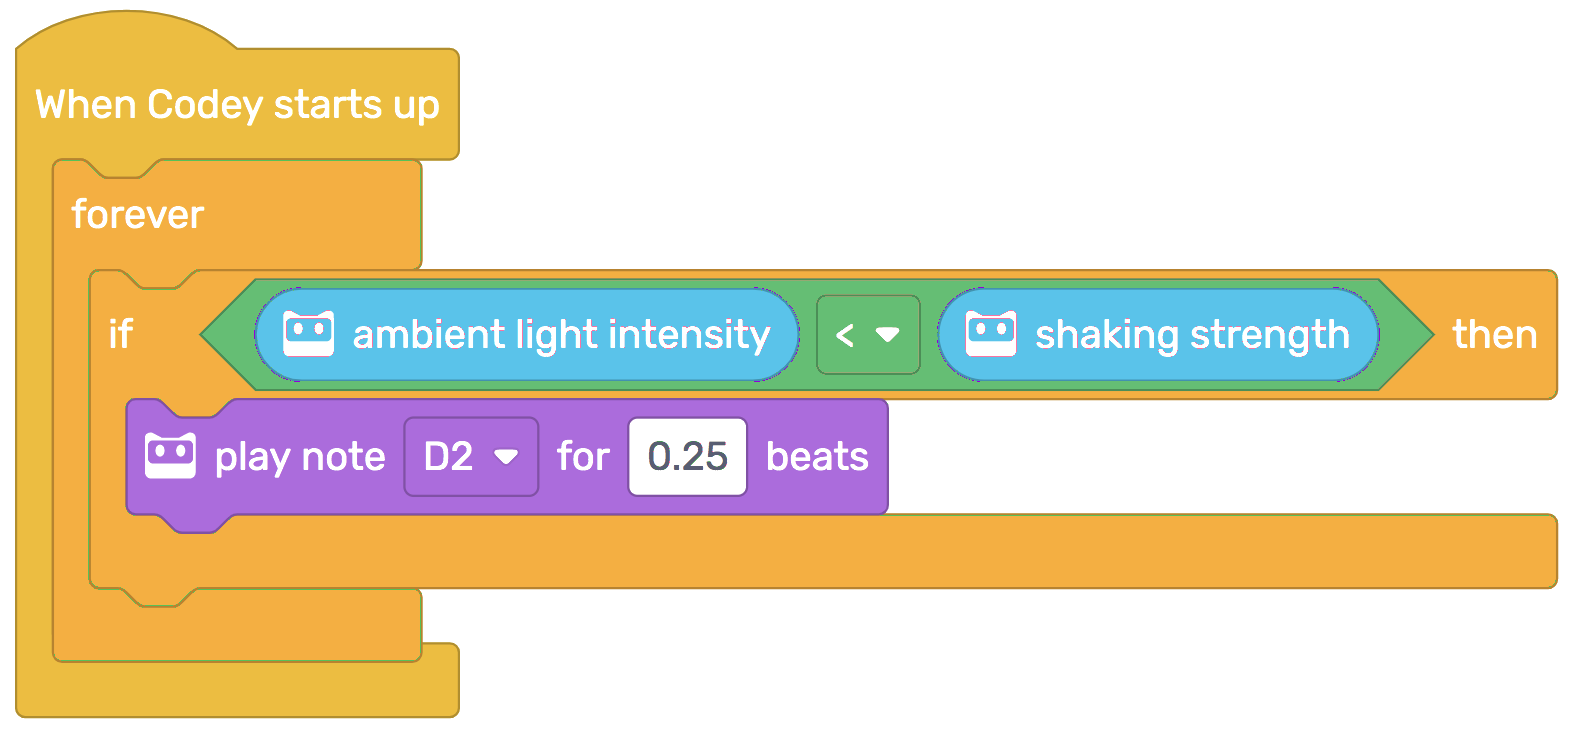 When Codey starts up
forever
if ambient light intensity < shaking strength then
play note D2 for 0.25 beats